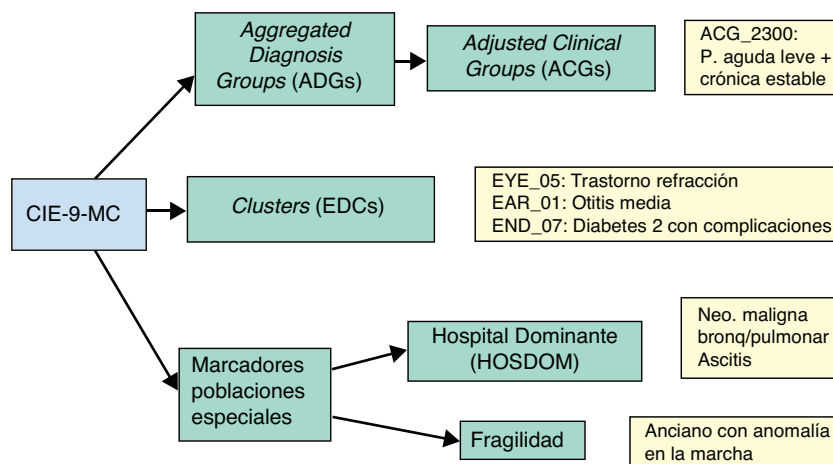 Aggregated
Diagnosis
Groups (ADGs)
Adjusted Clinical
Groups (ACGs)
ACG_2300:
P. aguda leve +
crónica estable
CIE-9-MC
Clusters (EDCs)
EYE_05: Trastorno refracción
EAR_01: Otitis media
END_07: Diabetes 2 con complicaciones
Marcadores
poblaciones
especiales
Hospital Dominante
(HOSDOM)
Neo. maligna
bronq/pulmonar
Ascitis
Fragilidad
Anciano con anomalía
en la marcha